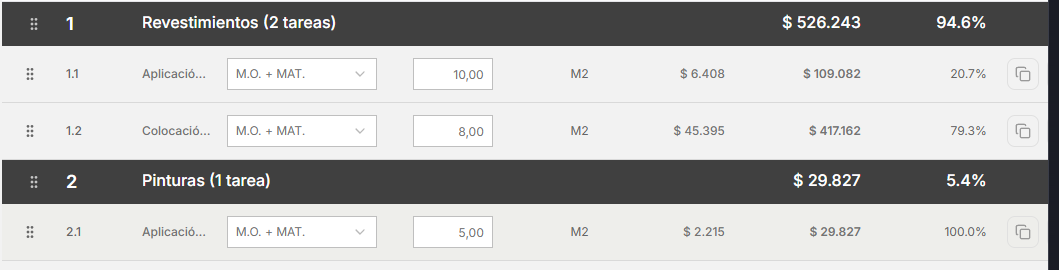 1 Revestimientos (2 tareas) $ 526.243 94.6%
1.1 Aplicació... M.O. + MAT. 10,00 M2 $ 6.408 $ 109.082 20.7%
1.2 Colocació... M.O. + MAT. 8,00 M2 $ 45.395 $ 417.162 79.3%
2 Pinturas (1 tarea) $ 29.827 5.4%
2.1 Aplicació... M.O. + MAT. 5,00 M2 $ 2.215 $ 29.827 100.0%